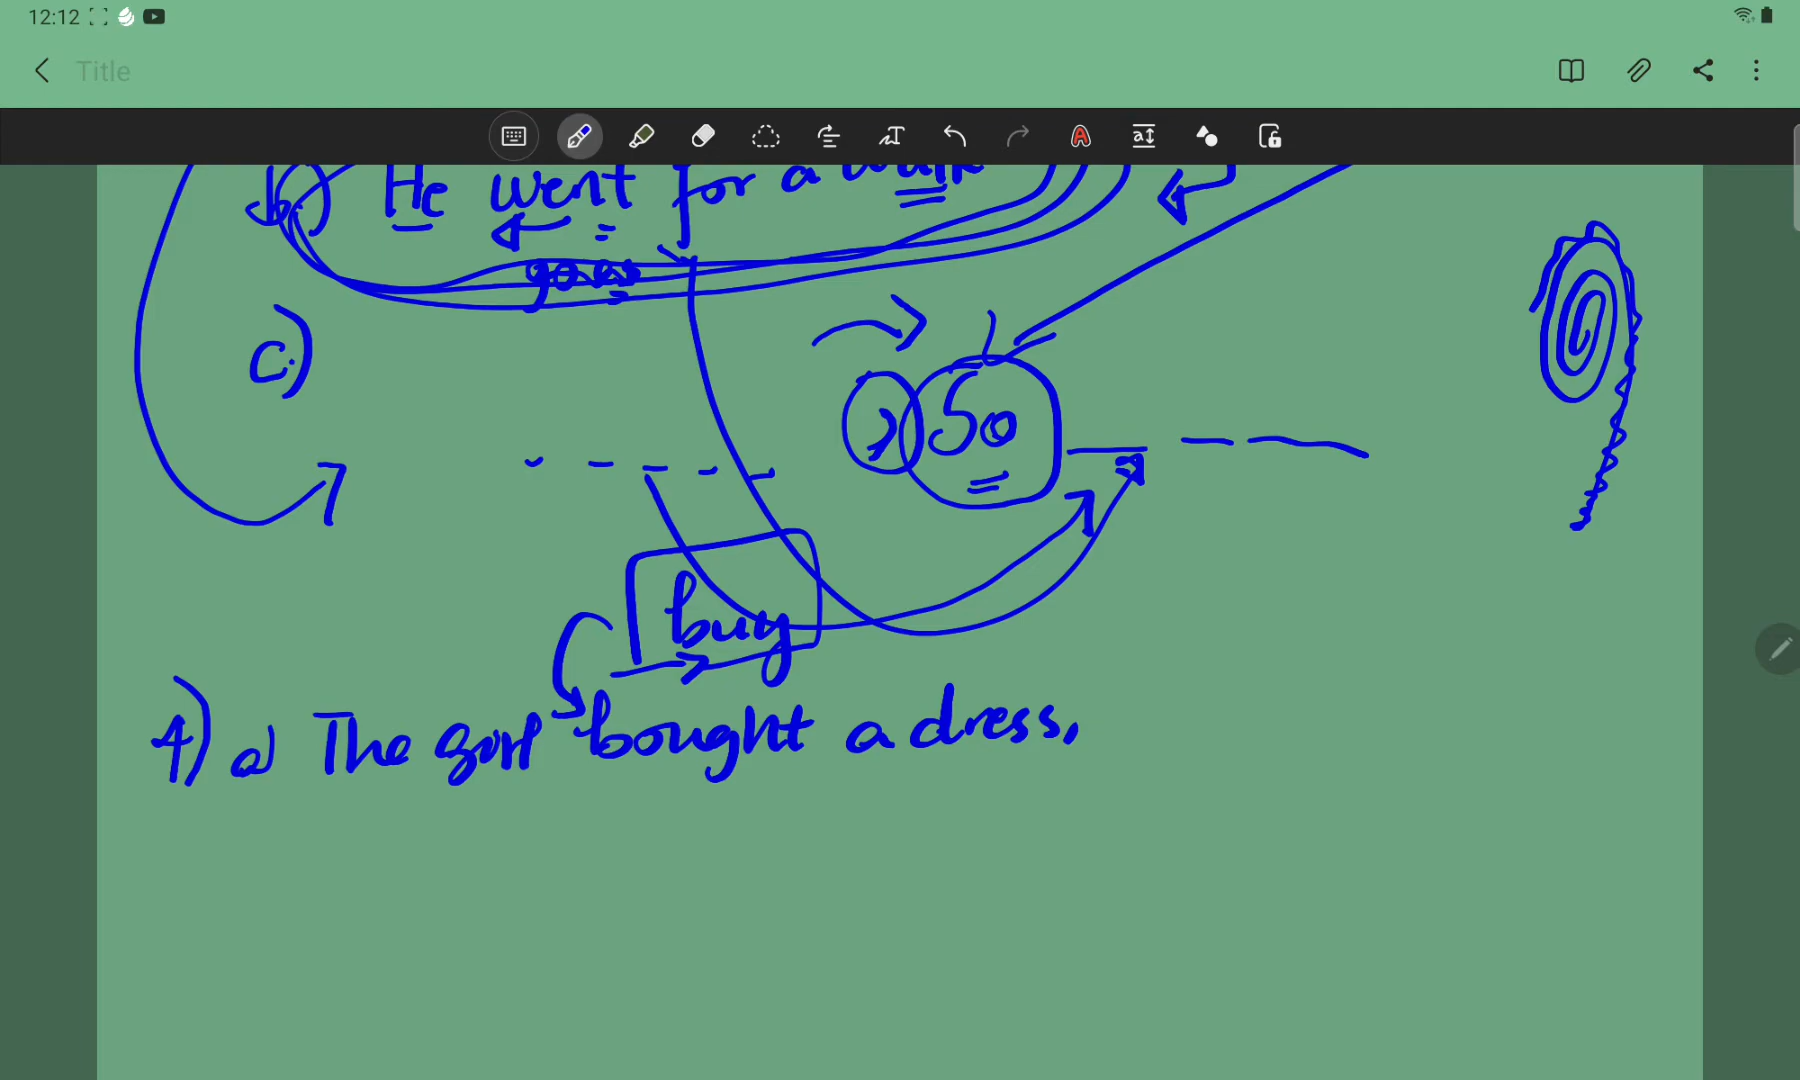 12:12
Title
b) He went for a walk
goes
c)
, so
buy
4) a) The girl bought a dress,